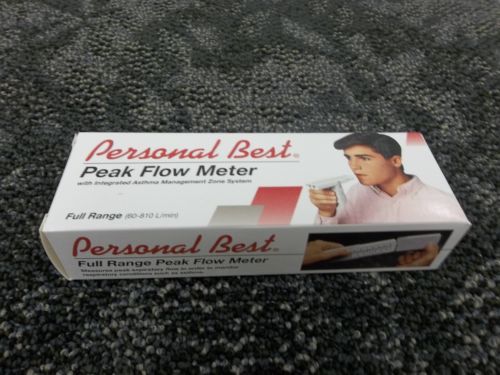 Personal Best®
Peak Flow Meter
with Integrated Asthma Management Zone System
Full Range (60-810 L/min)
Personal Best®
Full Range Peak Flow Meter
Measures peak expiratory flow in order to monitor
respiratory conditions such as asthma.